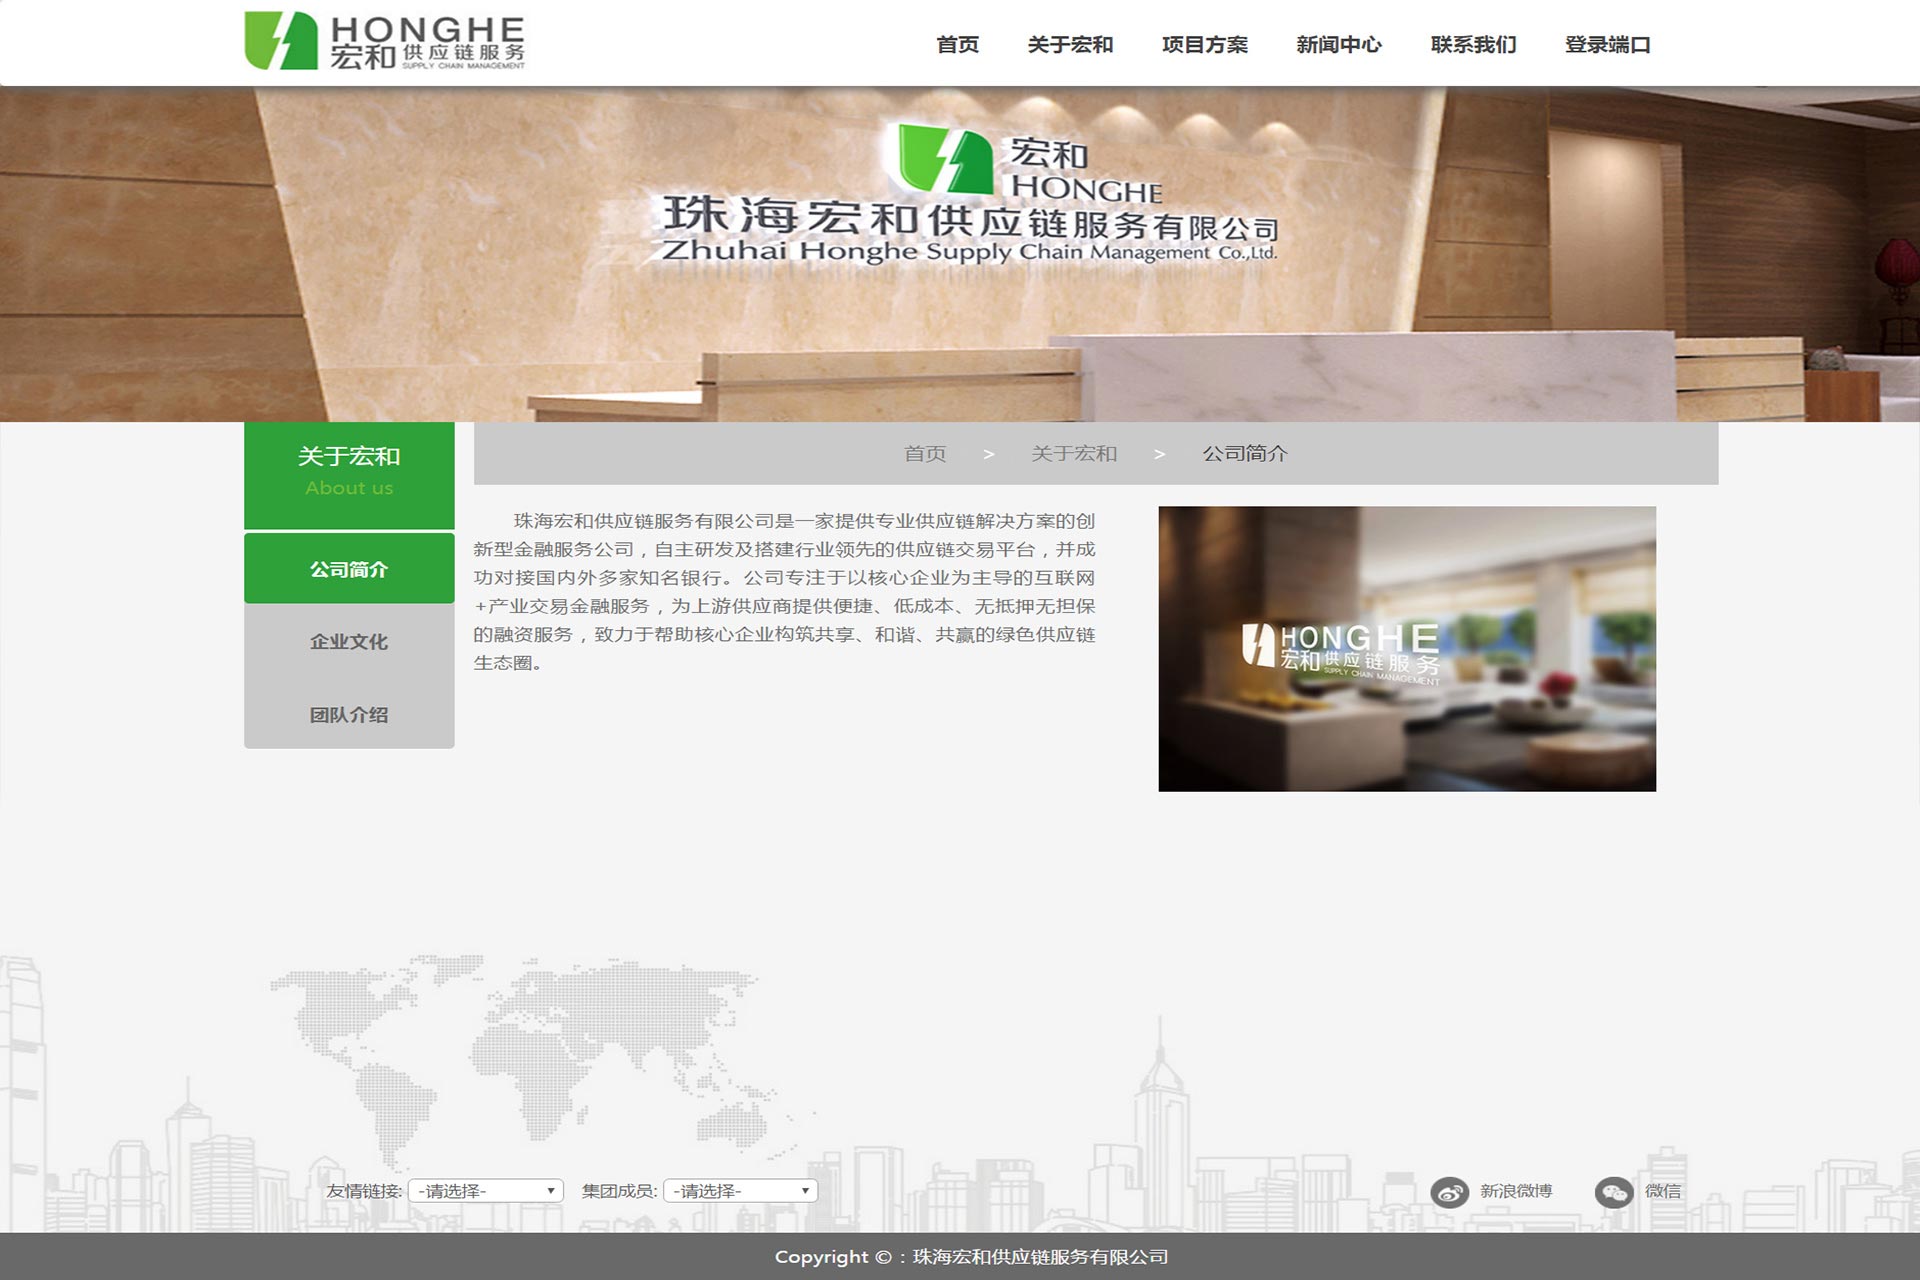 HONGHE
宏和供应链服务
SUPPLY CHAIN MANAGEMENT
首页 关于宏和 项目方案 新闻中心 联系我们 登录端口
宏和
HONGHE
珠海宏和供应链服务有限公司
Zhuhai Honghe Supply Chain Management Co.,Ltd.
关于宏和
About us
公司简介
企业文化
团队介绍
首页 > 关于宏和 > 公司简介
珠海宏和供应链服务有限公司是一家提供专业供应链解决方案的创
新型金融服务公司，自主研发及搭建行业领先的供应链交易平台，并成
功对接国内外多家知名银行。公司专注于以核心企业为主导的互联网
+产业交易金融服务，为上游供应商提供便捷、低成本、无抵押无担保
的融资服务，致力于帮助核心企业构筑共享、和谐、共赢的绿色供应链
生态圈。
HONGHE
宏和供应链服务
SUPPLY CHAIN MANAGEMENT
友情链接: -请选择- 集团成员: -请选择- 新浪微博 微信
Copyright ©：珠海宏和供应链服务有限公司